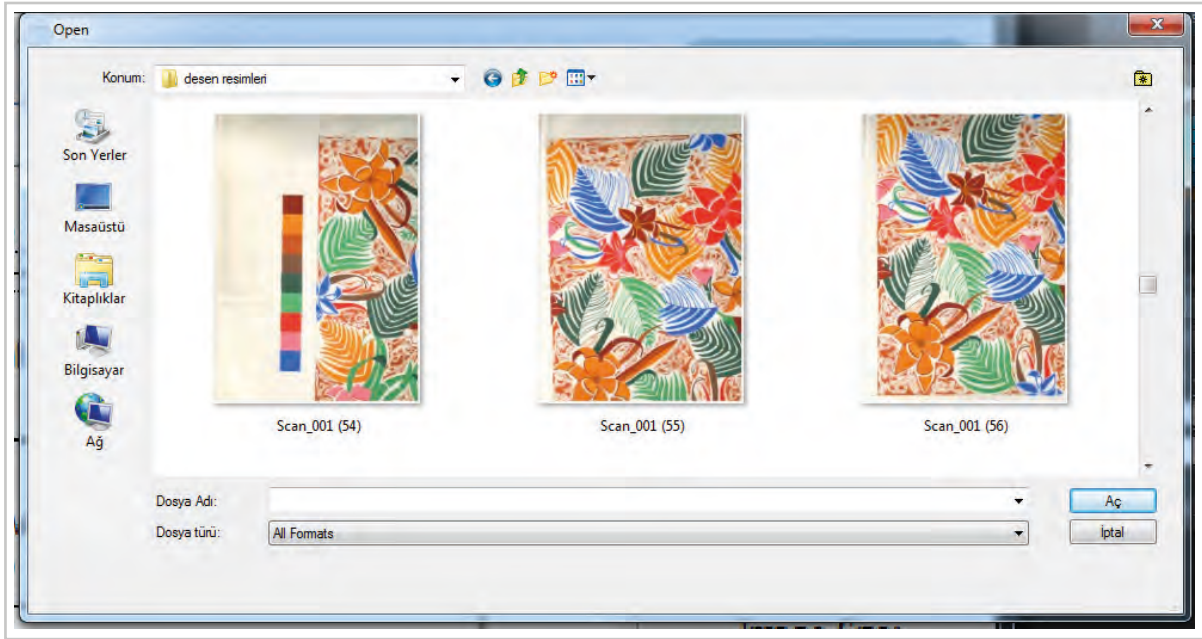 Open
Konum:
desen resimleri
Son Yerler
Masaüstü
Kitaplıklar
Bilgisayar
Ağ
Scan_001 (54)
Scan_001 (55)
Scan_001 (56)
Dosya Adı:
Aç
Dosya türü:
All Formats
İptal